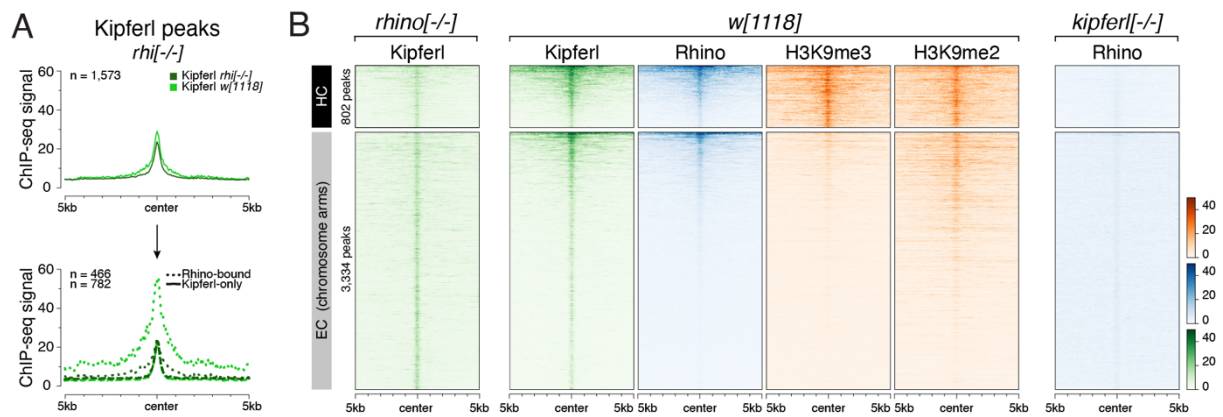 A
Kipferl peaks
rhi[-/-]
n = 1,573
Kipferl rhi[-/-]
Kipferl w[1118]
ChIP-seq signal
60
40
20
0
5kb center 5kb
n = 466
n = 782
Rhino-bound
Kipferl-only
ChIP-seq signal
60
40
20
0
5kb center 5kb
B
rhino[-/-] w[1118] kipferl[-/-]
Kipferl Kipferl Rhino H3K9me3 H3K9me2 Rhino
HC
802 peaks
EC (chromosome arms)
3,334 peaks
5kb center 5kb 5kb center 5kb center 5kb center 5kb center 5kb 5kb center 5kb
40
20
0
40
20
0
40
20
0